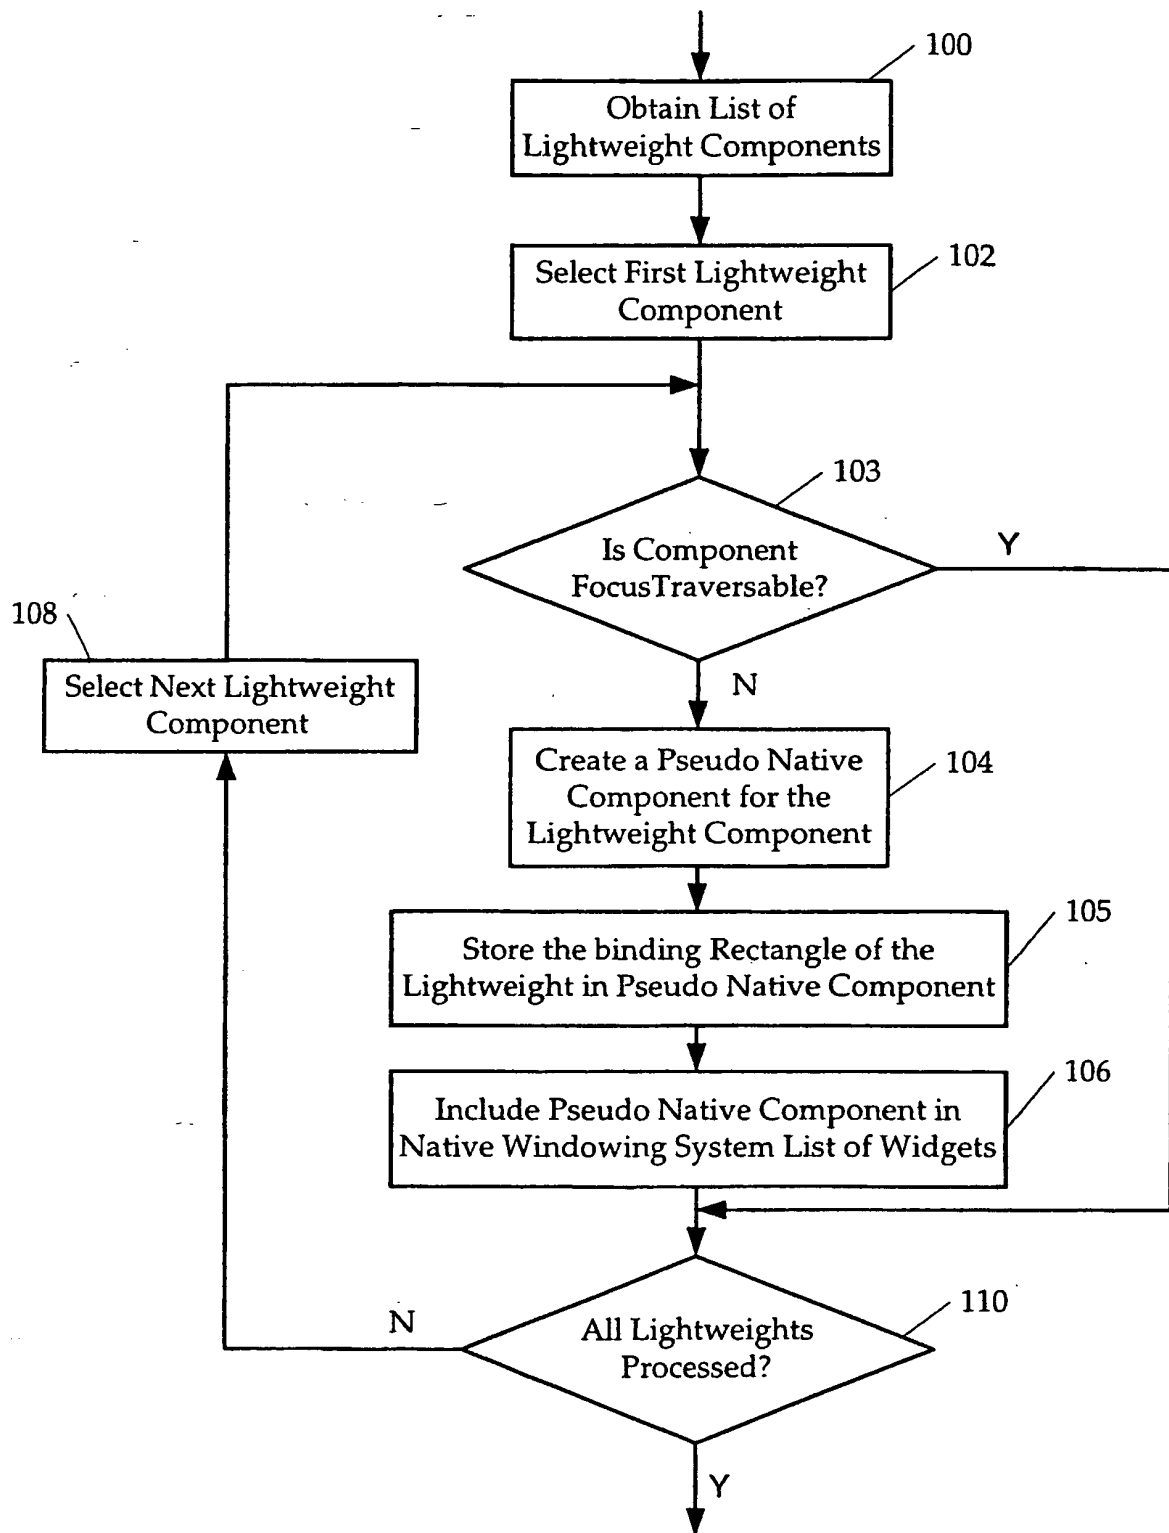 100
Obtain List of
Lightweight Components
102
Select First Lightweight
Component
103
Is Component
FocusTraversable?
Y
108
Select Next Lightweight
Component
N
Create a Pseudo Native
Component for the
Lightweight Component
104
Store the binding Rectangle of the
Lightweight in Pseudo Native Component
105
Include Pseudo Native Component in
Native Windowing System List of Widgets
106
N
All Lightweights
Processed?
110
Y